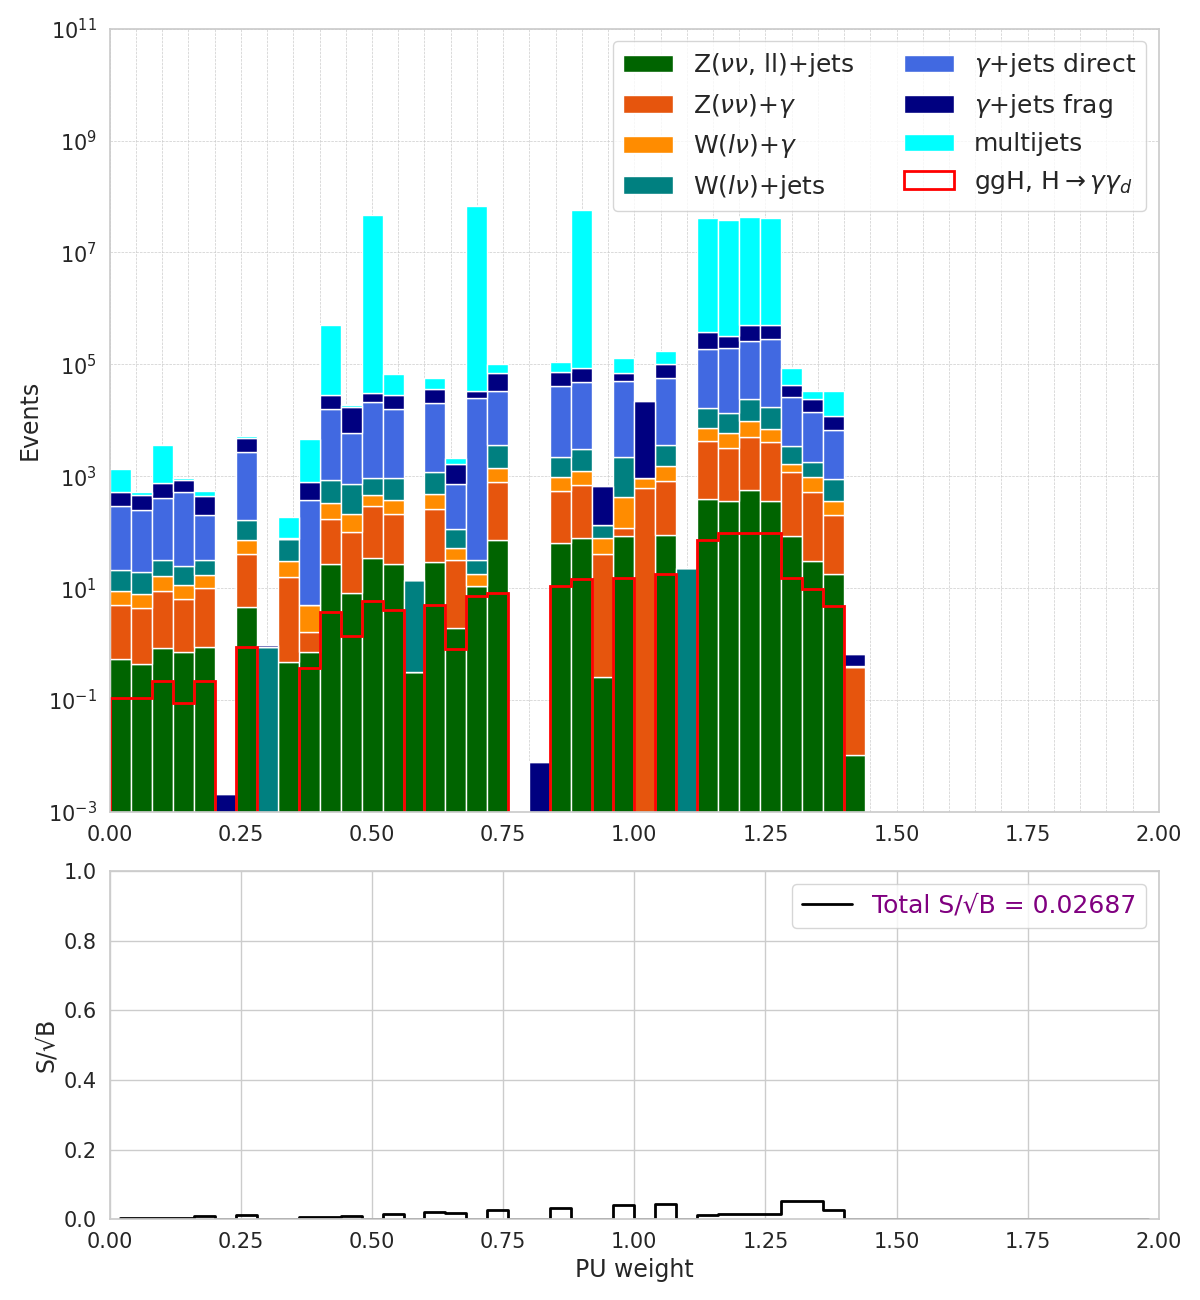 10^11
10^9
10^7
10^5
10^3
10^1
10^−1
10^−3
Events
Z(νν, ll)+jets
Z(νν)+γ
W(lν)+γ
W(lν)+jets
γ+jets direct
γ+jets frag
multijets
ggH, H→γγ_d
0.00 0.25 0.50 0.75 1.00 1.25 1.50 1.75 2.00
1.0
0.8
0.6
0.4
0.2
0.0
S/√B
Total S/√B = 0.02687
0.00 0.25 0.50 0.75 1.00 1.25 1.50 1.75 2.00
PU weight